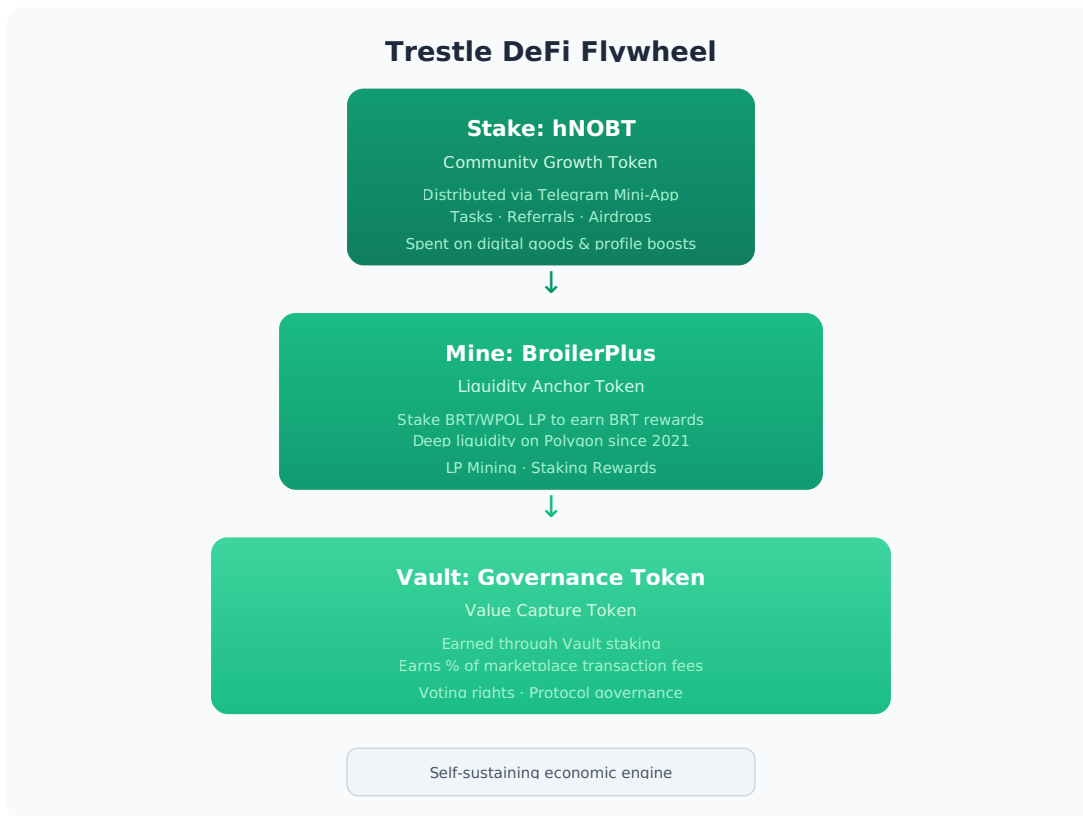 Trestle DeFi Flywheel
Stake: hNOBT
Community Growth Token
Distributed via Telegram Mini-App
Tasks · Referrals · Airdrops
Spent on digital goods & profile boosts
↓
Mine: BroilerPlus
Liquidity Anchor Token
Stake BRT/WPOL LP to earn BRT rewards
Deep liquidity on Polygon since 2021
LP Mining · Staking Rewards
↓
Vault: Governance Token
Value Capture Token
Earned through Vault staking
Earns % of marketplace transaction fees
Voting rights · Protocol governance
Self-sustaining economic engine